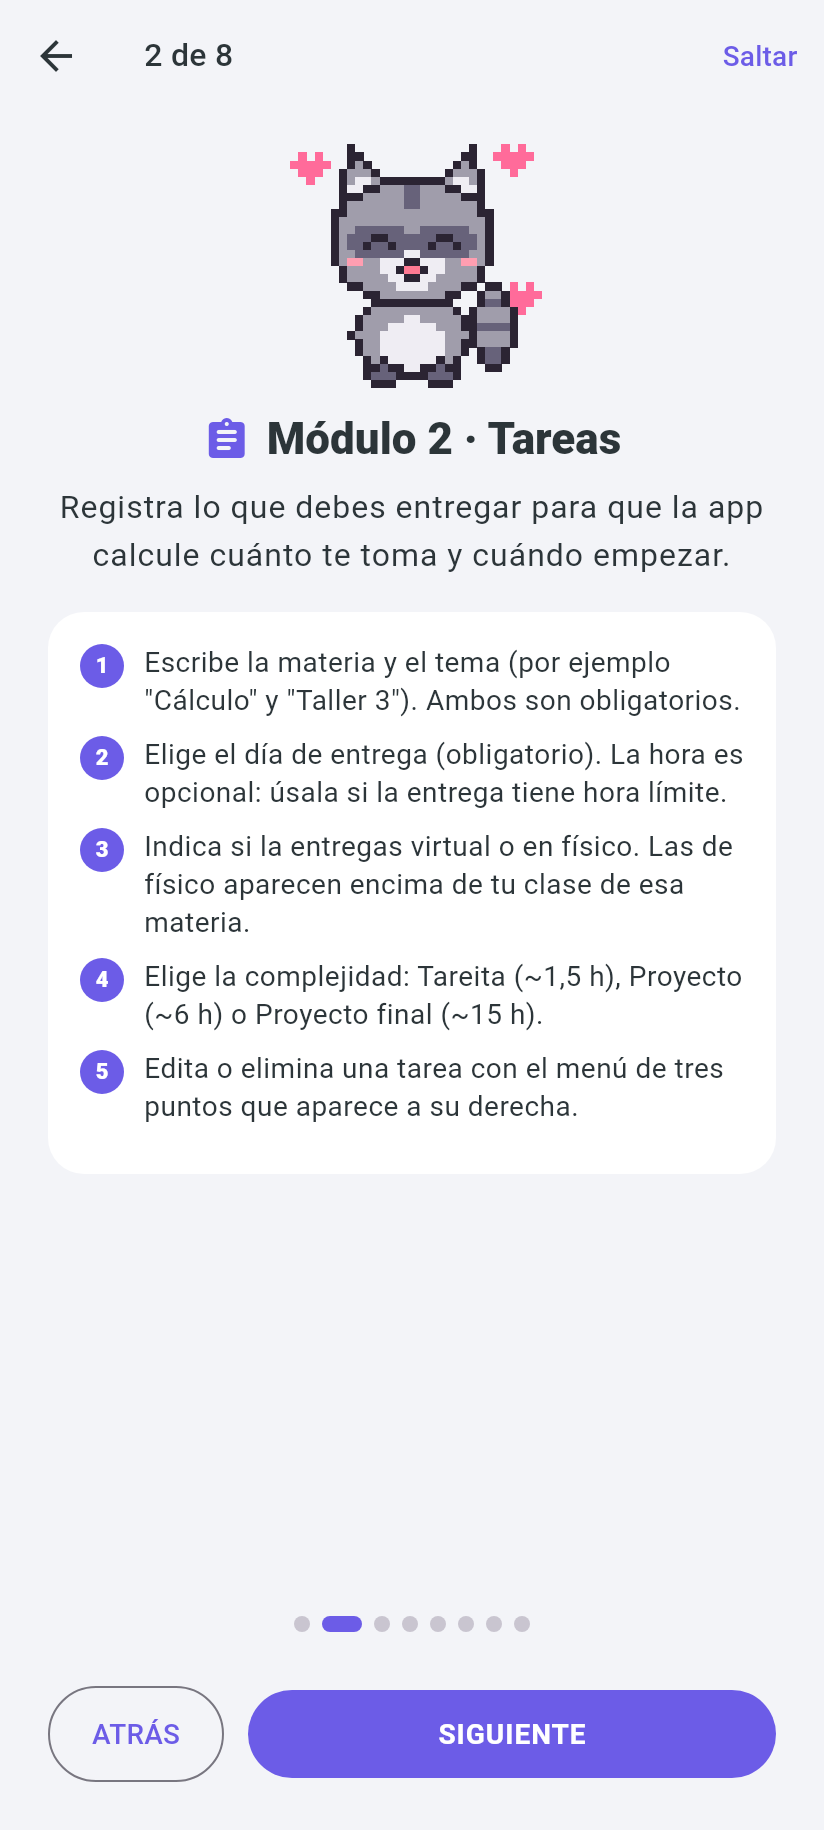 2 de 8
Saltar
Módulo 2 · Tareas
Registra lo que debes entregar para que la app
calcule cuánto te toma y cuándo empezar.
1
Escribe la materia y el tema (por ejemplo
"Cálculo" y "Taller 3"). Ambos son obligatorios.
2
Elige el día de entrega (obligatorio). La hora es
opcional: úsala si la entrega tiene hora límite.
3
Indica si la entregas virtual o en físico. Las de
físico aparecen encima de tu clase de esa
materia.
4
Elige la complejidad: Tareita (~1,5 h), Proyecto
(~6 h) o Proyecto final (~15 h).
5
Edita o elimina una tarea con el menú de tres
puntos que aparece a su derecha.
ATRÁS
SIGUIENTE